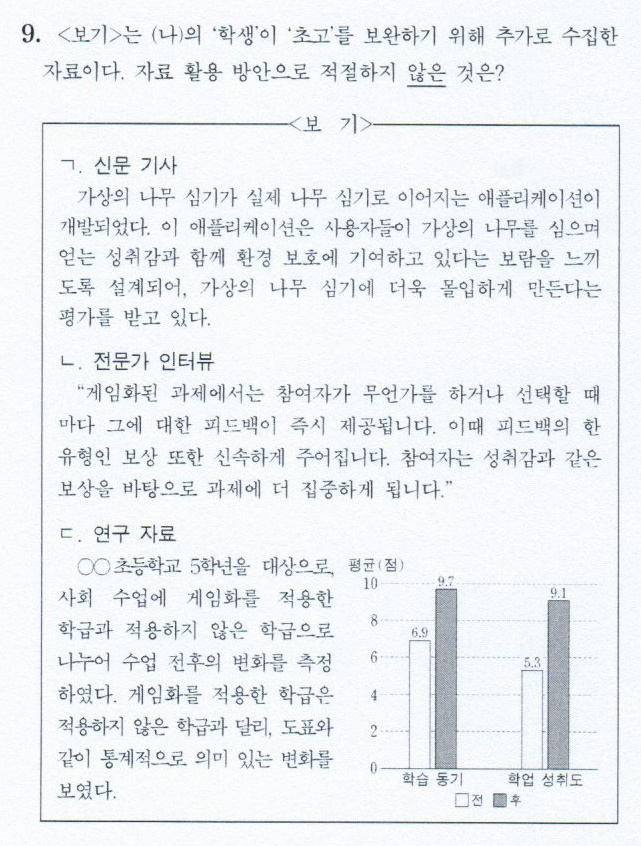 9. <보기>는 (나)의 ‘학생’이 ‘초고’를 보완하기 위해 추가로 수집한
자료이다. 자료 활용 방안으로 적절하지 않은 것은?
<보 기>
ㄱ. 신문 기사
가상의 나무 심기가 실제 나무 심기로 이어지는 애플리케이션이
개발되었다. 이 애플리케이션은 사용자들이 가상의 나무를 심으며
얻는 성취감과 함께 환경 보호에 기여하고 있다는 보람을 느끼
도록 설계되어, 가상의 나무 심기에 더욱 몰입하게 만든다는
평가를 받고 있다.
ㄴ. 전문가 인터뷰
“게임화된 과제에서는 참여자가 무언가를 하거나 선택할 때
마다 그에 대한 피드백이 즉시 제공됩니다. 이때 피드백의 한
유형인 보상 또한 신속하게 주어집니다. 참여자는 성취감과 같은
보상을 바탕으로 과제에 더 집중하게 됩니다.”
ㄷ. 연구 자료
○○초등학교 5학년을 대상으로,
사회 수업에 게임화를 적용한
학급과 적용하지 않은 학급으로
나누어 수업 전후의 변화를 측정
하였다. 게임화를 적용한 학급은
적용하지 않은 학급과 달리, 도표와
같이 통계적으로 의미 있는 변화를
보였다.
평균(점)
10
8
6
4
2
0
6.9
9.7
5.3
9.1
학습 동기
학업 성취도
전 후